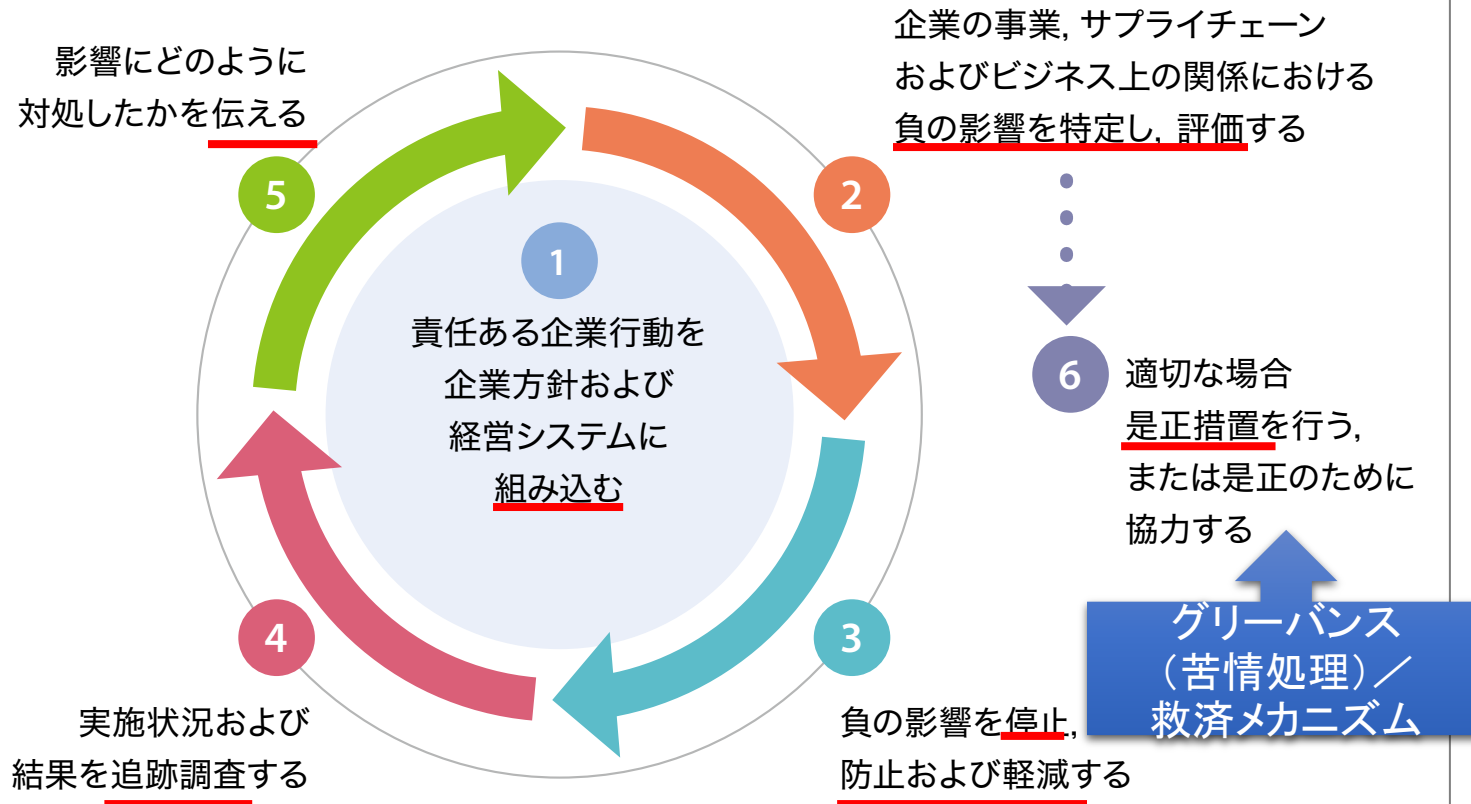 影響にどのように
対処したかを伝える
5
企業の事業, サプライチェーン
およびビジネス上の関係における
負の影響を特定し, 評価する
2
1
責任ある企業行動を
企業方針および
経営システムに
組み込む
6
適切な場合
是正措置を行う,
または是正のために
協力する
グリーバンス
（苦情処理）／
救済メカニズム
4
実施状況および
結果を追跡調査する
3
負の影響を停止,
防止および軽減する